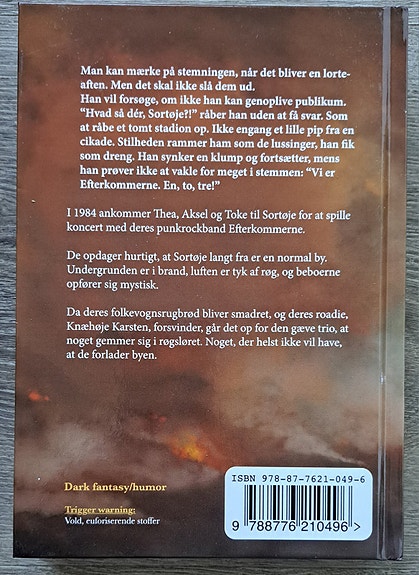 Man kan mærke på stemningen, når det bliver en lorte-
aften. Men det skal ikke slå dem ud.
Han vil forsøge, om ikke han kan genoplive publikum.
“Hvad så dér, Sortøje?!” råber han uden at få svar. Som
at råbe et tomt stadion op. Ikke engang et lille pip fra en
cikade. Stilheden rammer ham som de lussinger, han fik
som dreng. Han synker en klump og fortsætter, mens
han prøver ikke at vakle for meget i stemmen: “Vi er
Efterkommerne. En, to, tre!”
I 1984 ankommer Thea, Aksel og Toke til Sortøje for at spille
koncert med deres punkrockband Efterkommerne.
De opdager hurtigt, at Sortøje langt fra er en normal by.
Undergrunden er i brand, luften er tyk af røg, og beboerne
opfører sig mystisk.
Da deres folkevognsrugbrød bliver smadret, og deres roadie,
Knæhøje Karsten, forsvinder, går det op for den gæve trio, at
noget gemmer sig i røgsløret. Noget, der helst ikke vil have,
at de forlader byen.
Dark fantasy/humor
Trigger warning:
Vold, euforiserende stoffer
ISBN 978-87-7621-049-6
9 788776 210496 >